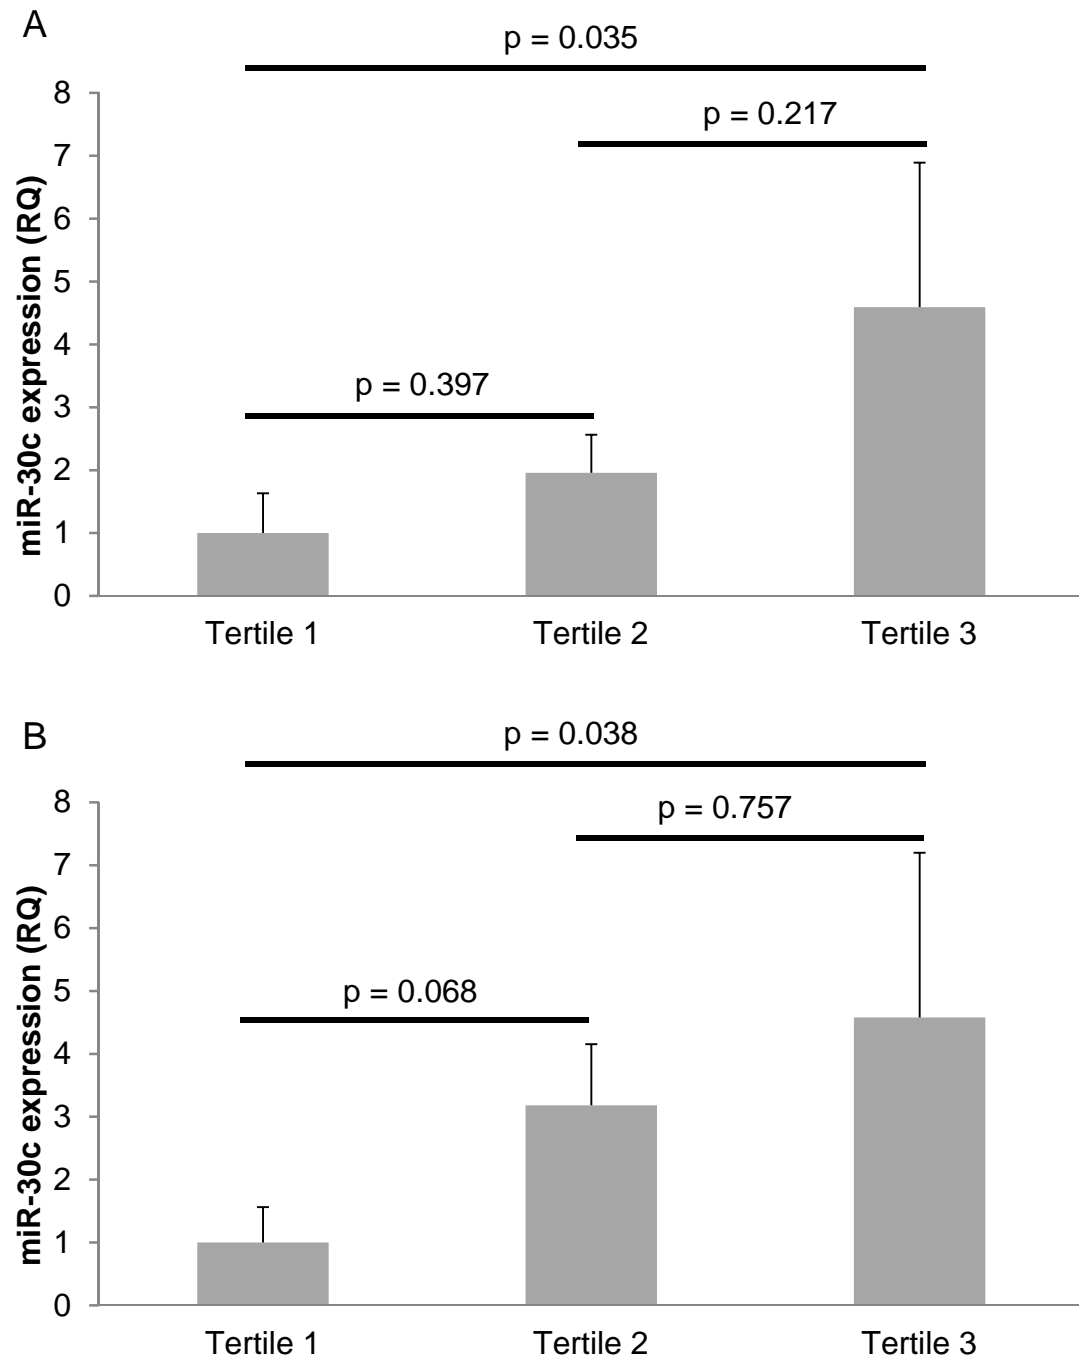 A
p = 0.035
p = 0.217
p = 0.397
miR-30c expression (RQ)
8
7
6
5
4
3
2
1
0
Tertile 1 Tertile 2 Tertile 3
B
p = 0.038
p = 0.757
p = 0.068
miR-30c expression (RQ)
8
7
6
5
4
3
2
1
0
Tertile 1 Tertile 2 Tertile 3